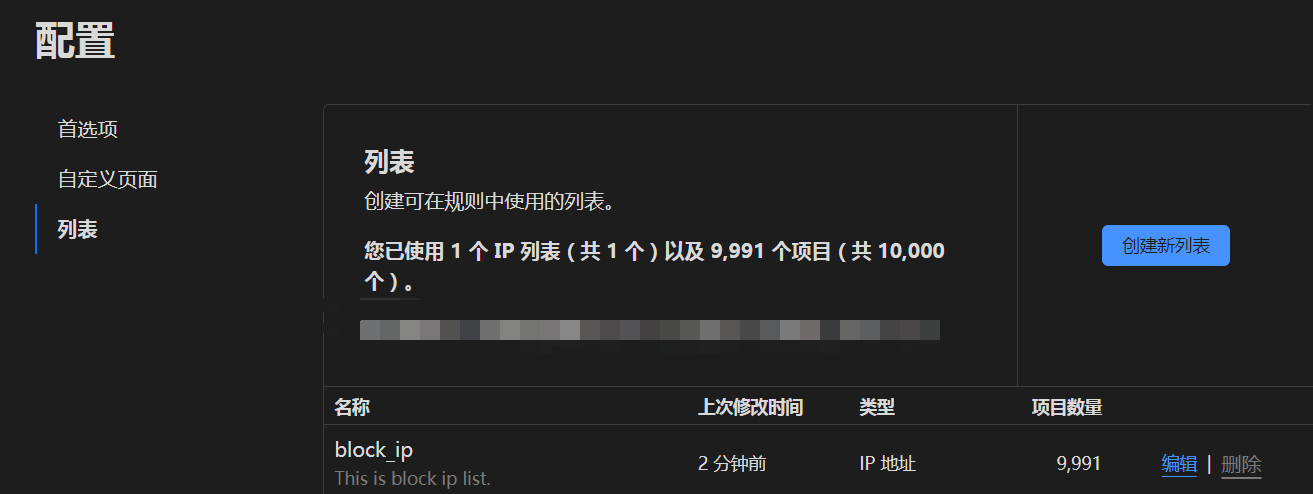 配置
首选项
自定义页面
列表
列表
创建可在规则中使用的列表。
您已使用 1 个 IP 列表（共 1 个）以及 9,991 个项目（共 10,000
个）。
创建新列表
名称 上次修改时间 类型 项目数量
block_ip
This is block ip list.
2 分钟前 IP 地址 9,991 编辑 | 删除